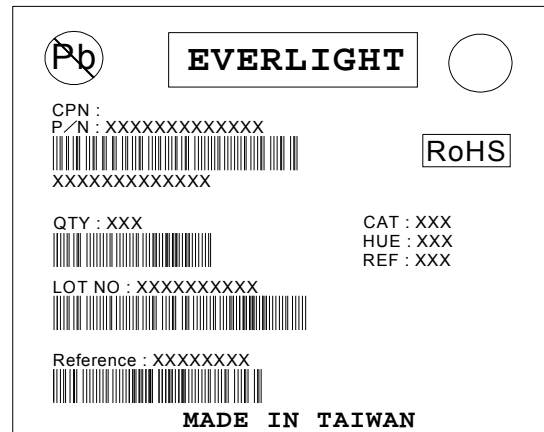 Pb
EVERLIGHT
CPN :
P/N : XXXXXXXXXXXXX
RoHS
XXXXXXXXXXXXX
QTY : XXX
CAT : XXX
HUE : XXX
REF : XXX
LOT NO : XXXXXXXXXX
Reference : XXXXXXXX
MADE IN TAIWAN